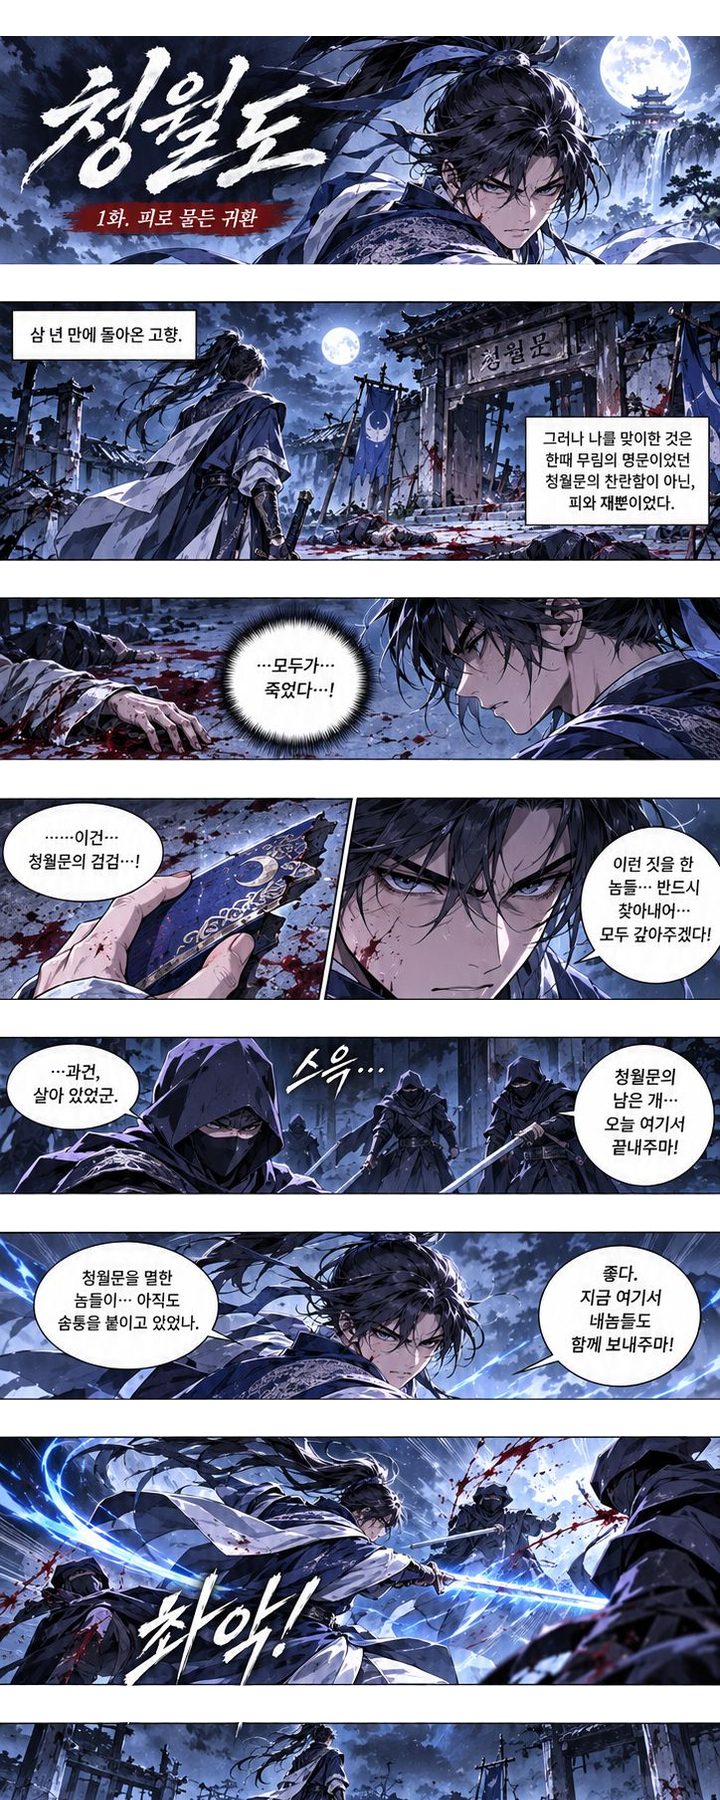 청월도
1화. 피로 물든 귀환
삼 년 만에 돌아온 고향.
청월문
그러나 나를 맞이한 것은
한때 무림의 명문이었던
청월문의 찬란함이 아닌,
피와 재뿐이었다.
…모두가…
죽었다…!
……이건…
청월문의 검겁…!
이런 짓을 한
놈들… 반드시
찾아내어…
모두 갚아주겠다!
…과건,
살아 았었군.
스윽…
청월문의
남은 개…
오늘 여기서
끝내주마!
청월문을 멸한
놈들이… 아직도
숨통을 붙이고 있었나.
좋다.
지금 여기서
내놈들도
함께 보내주마!
촤악!